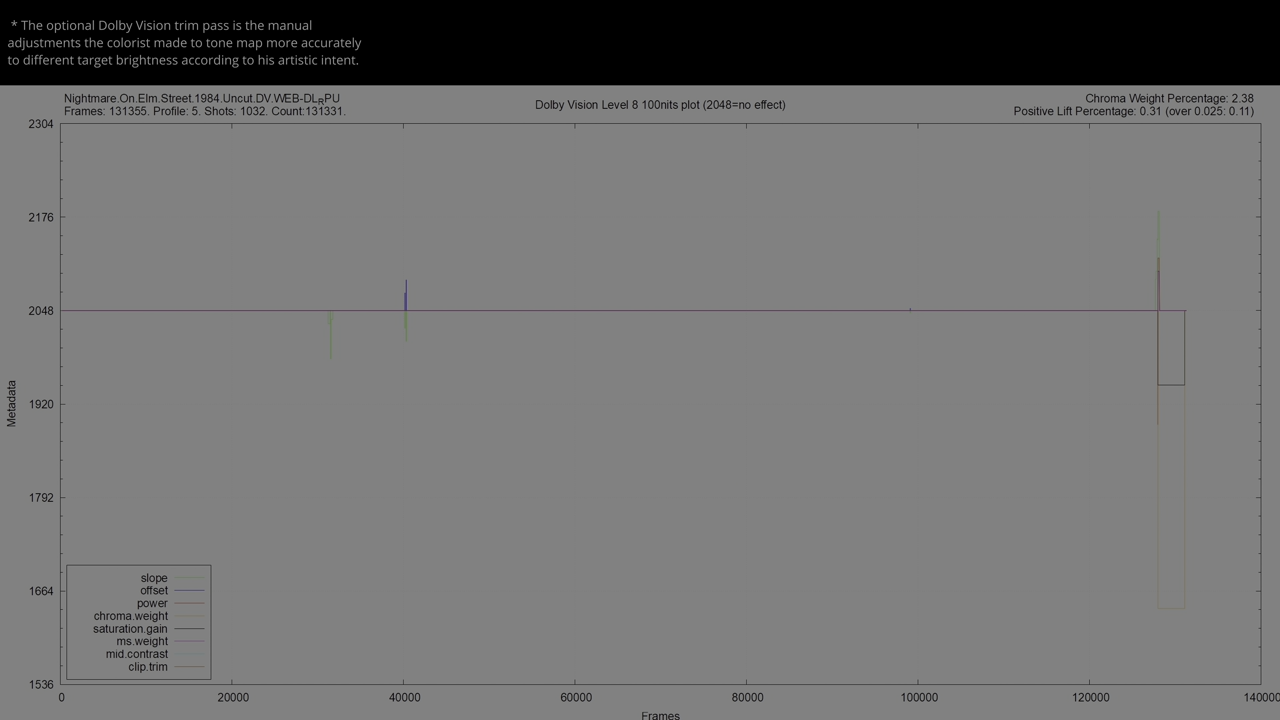 * The optional Dolby Vision trim pass is the manual
adjustments the colorist made to tone map more accurately
to different target brightness according to his artistic intent.
Nightmare.On.Elm.Street.1984.Uncut.DV.WEB-DL_RPU
Frames: 131355. Profile: 5. Shots: 1032. Count:131331.
Dolby Vision Level 8 100nits plot (2048=no effect)
Chroma Weight Percentage: 2.38
Positive Lift Percentage: 0.31 (over 0.025: 0.11)
2304
2176
2048
1920
1792
1664
1536
Metadata
slope
offset
power
chroma.weight
saturation.gain
ms.weight
mid.contrast
clip.trim
0 20000 40000 60000 80000 100000 120000 140000
Frames